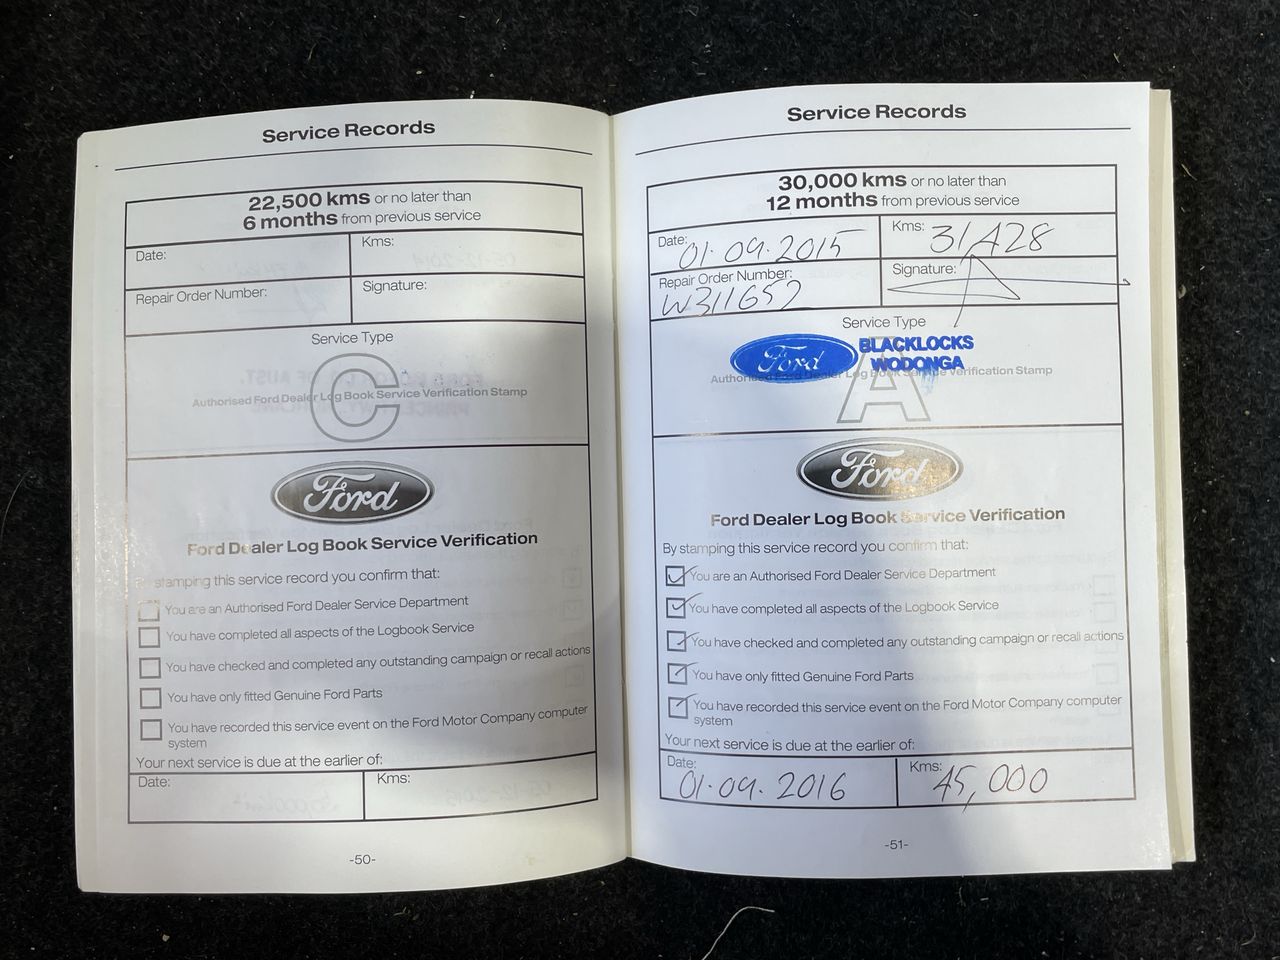 Service Records
22,500 kms or no later than
6 months from previous service
Date:
Kms:
Repair Order Number:
Signature:
Service Type
C
Authorised Ford Dealer Log Book Service Verification Stamp
Ford
Ford Dealer Log Book Service Verification
By stamping this service record you confirm that:
You are an Authorised Ford Dealer Service Department
You have completed all aspects of the Logbook Service
You have checked and completed any outstanding campaign or recall actions
You have only fitted Genuine Ford Parts
You have recorded this service event on the Ford Motor Company computer
system
Your next service is due at the earlier of:
Date:
Kms:
-50-
Service Records
30,000 kms or no later than
12 months from previous service
Date: 01.09.2015
Kms: 31428
Repair Order Number:
W311652
Signature:
Service Type
Ford BLACKLOCKS
WODONGA
A
Authorised Ford Dealer Log Book Service Verification Stamp
Ford
Ford Dealer Log Book Service Verification
By stamping this service record you confirm that:
You are an Authorised Ford Dealer Service Department
You have completed all aspects of the Logbook Service
You have checked and completed any outstanding campaign or recall actions
You have only fitted Genuine Ford Parts
You have recorded this service event on the Ford Motor Company computer
system
Your next service is due at the earlier of:
Date: 01.09.2016
Kms: 45,000
-51-